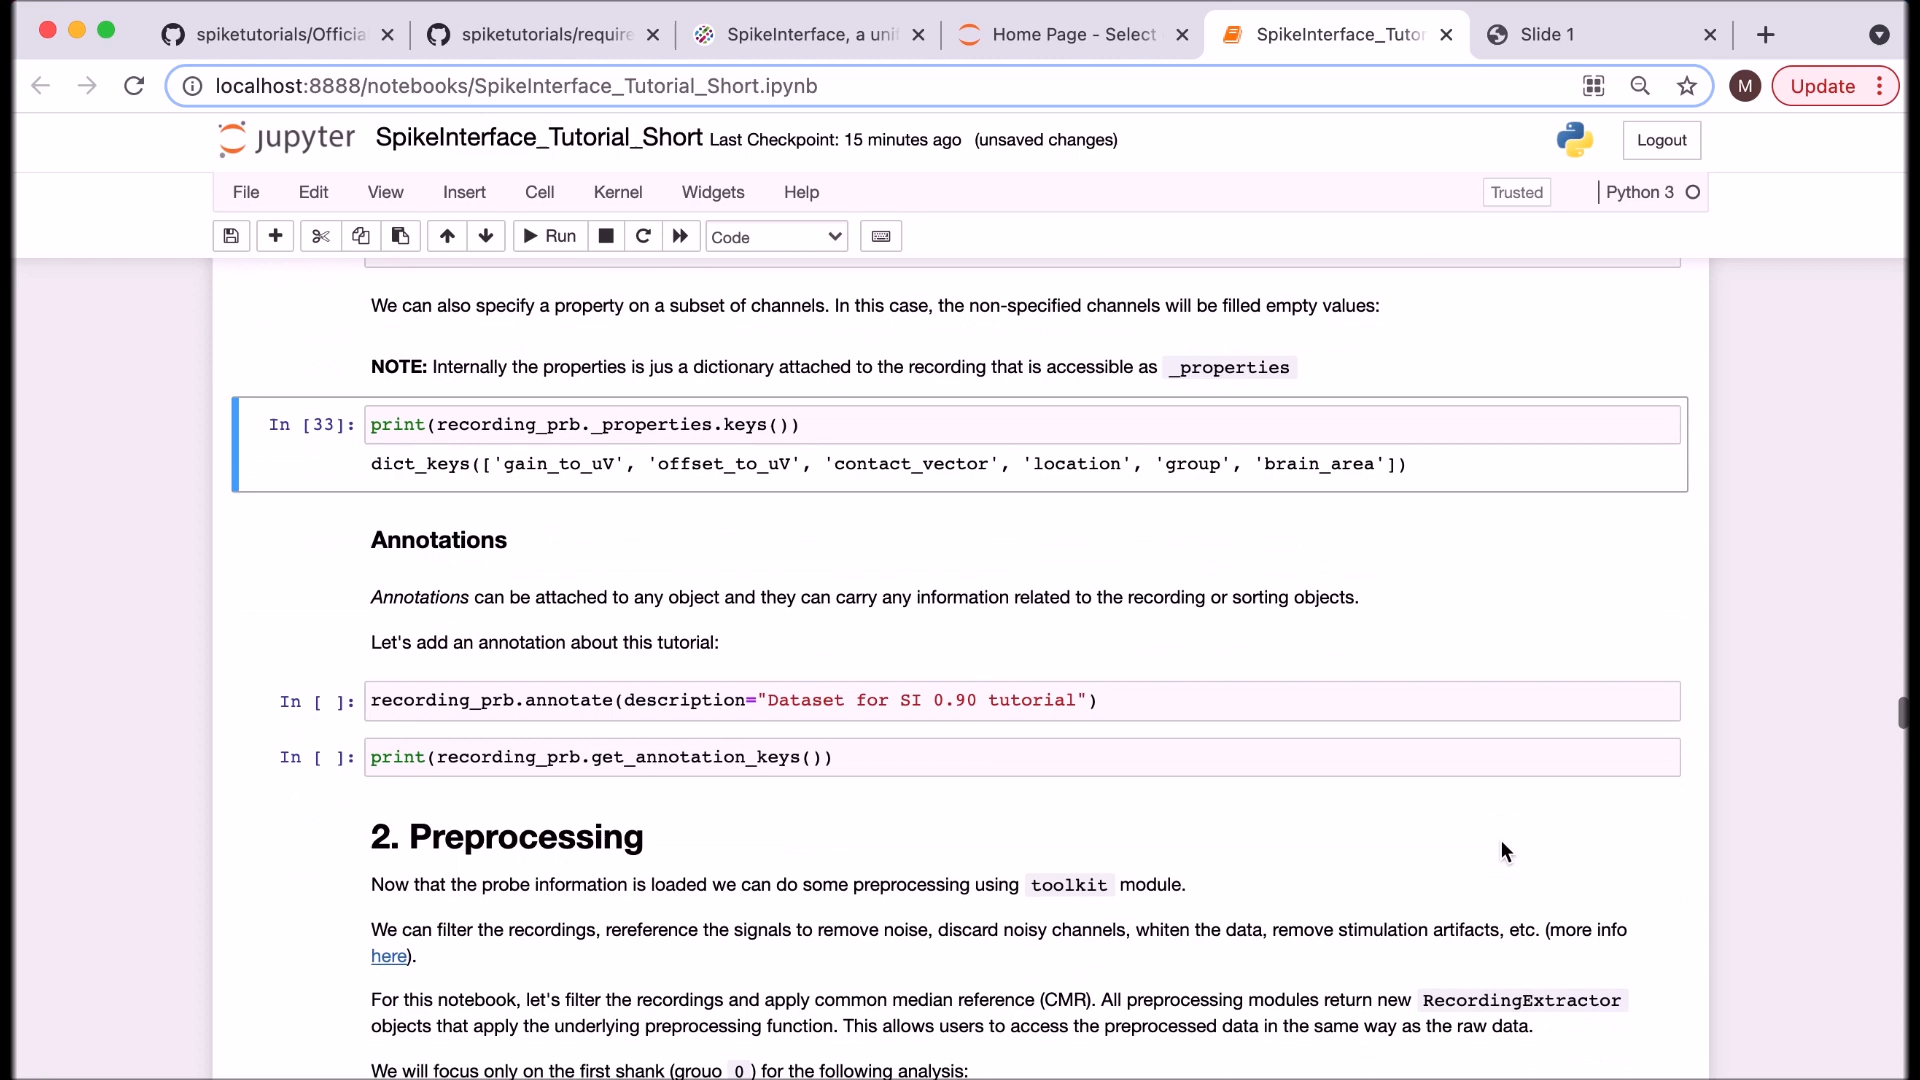 spiketutorials/Officia
spiketutorials/require
SpikeInterface, a unif
Home Page - Select
SpikeInterface_Tutor
Slide 1
localhost:8888/notebooks/SpikeInterface_Tutorial_Short.ipynb
M
Update
jupyter
SpikeInterface_Tutorial_Short Last Checkpoint: 15 minutes ago (unsaved changes)
Logout
File Edit View Insert Cell Kernel Widgets Help
Trusted
Python 3
Run
Code
We can also specify a property on a subset of channels. In this case, the non-specified channels will be filled empty values:
NOTE: Internally the properties is jus a dictionary attached to the recording that is accessible as _properties
In [33]: print(recording_prb._properties.keys())
dict_keys(['gain_to_uV', 'offset_to_uV', 'contact_vector', 'location', 'group', 'brain_area'])
Annotations
Annotations can be attached to any object and they can carry any information related to the recording or sorting objects.
Let's add an annotation about this tutorial:
In [ ]: recording_prb.annotate(description="Dataset for SI 0.90 tutorial")
In [ ]: print(recording_prb.get_annotation_keys())
2. Preprocessing
Now that the probe information is loaded we can do some preprocessing using toolkit module.
We can filter the recordings, rereference the signals to remove noise, discard noisy channels, whiten the data, remove stimulation artifacts, etc. (more info
here).
For this notebook, let's filter the recordings and apply common median reference (CMR). All preprocessing modules return new RecordingExtractor
objects that apply the underlying preprocessing function. This allows users to access the preprocessed data in the same way as the raw data.
We will focus only on the first shank (grouo 0 ) for the following analysis: